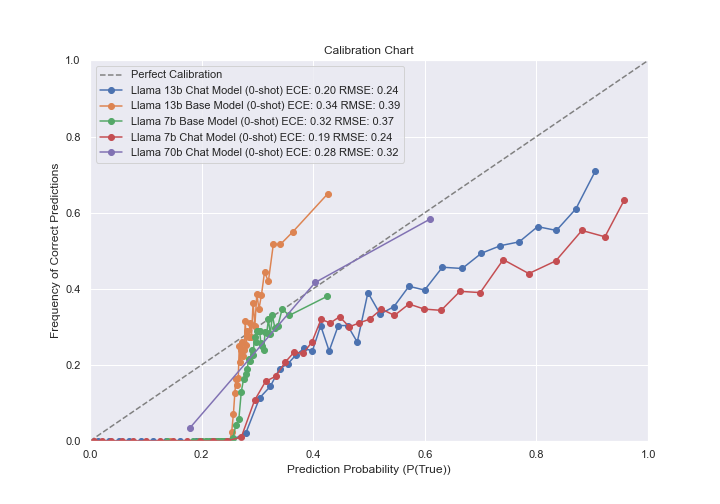 Calibration Chart
1.0
Perfect Calibration
Llama 13b Chat Model (0-shot) ECE: 0.20 RMSE: 0.24
Llama 13b Base Model (0-shot) ECE: 0.34 RMSE: 0.39
Llama 7b Base Model (0-shot) ECE: 0.32 RMSE: 0.37
Llama 7b Chat Model (0-shot) ECE: 0.19 RMSE: 0.24
Llama 70b Chat Model (0-shot) ECE: 0.28 RMSE: 0.32
0.8
0.6
0.4
0.2
0.0
Frequency of Correct Predictions
0.0 0.2 0.4 0.6 0.8 1.0
Prediction Probability (P(True))